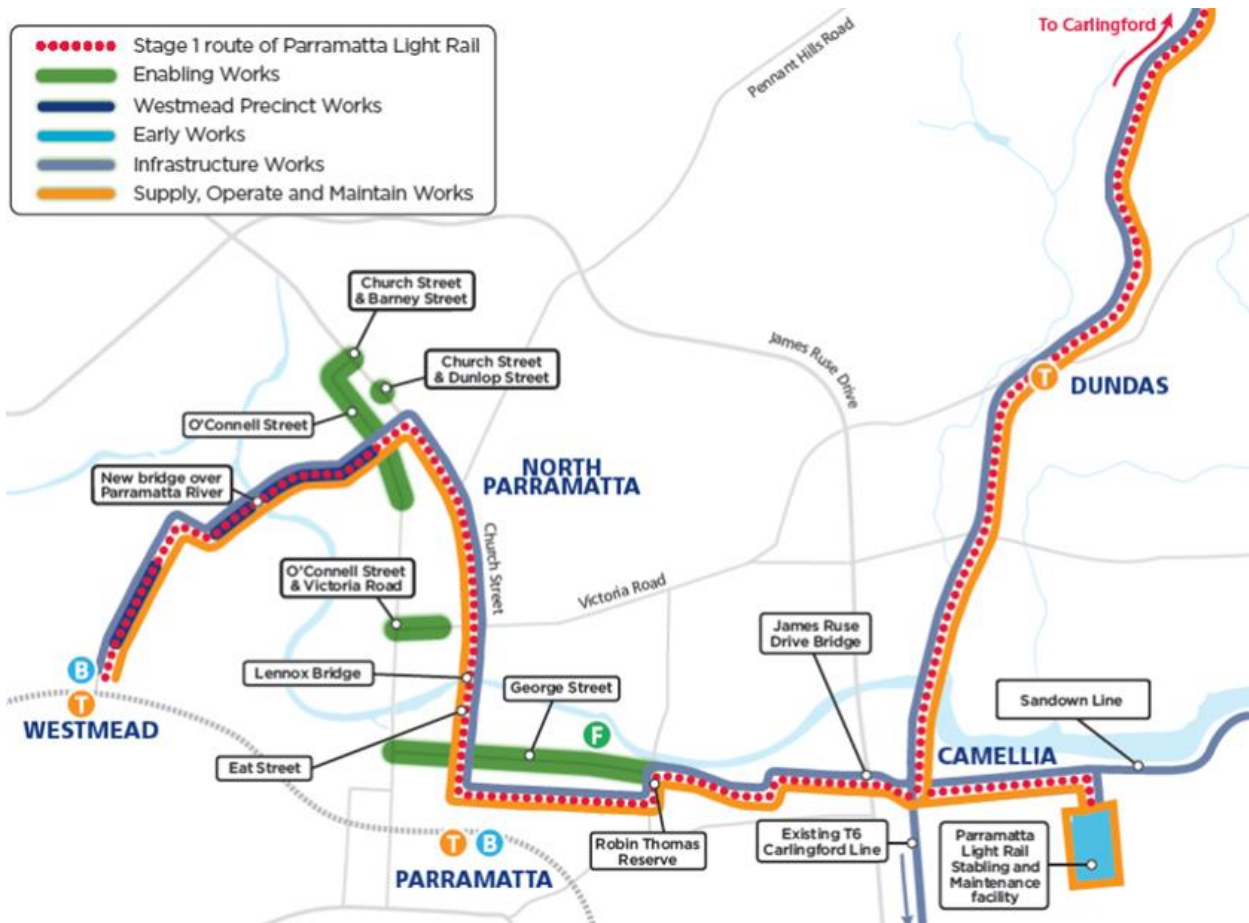 Stage 1 route of Parramatta Light Rail
Enabling Works
Westmead Precinct Works
Early Works
Infrastructure Works
Supply, Operate and Maintain Works
To Carlingford
Pennant Hills Road
Church Street
& Barney Street
Church Street
& Dunlop Street
James Ruse Drive
T
DUNDAS
O'Connell Street
New bridge over
Parramatta River
NORTH
PARRAMATTA
Church Street
O'Connell Street
& Victoria Road
Victoria Road
James Ruse
Drive Bridge
B
T
WESTMEAD
Lennox Bridge
George Street
Sandown Line
F
Eat Street
CAMELLIA
T B
PARRAMATTA
Robin Thomas
Reserve
Existing T6
Carlingford Line
Parramatta
Light Rail
Stabling and
Maintenance
facility